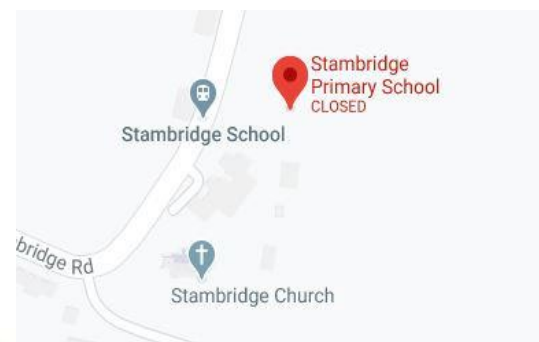 Stambridge
Primary School
CLOSED
Stambridge School
bridge Rd
Stambridge Church